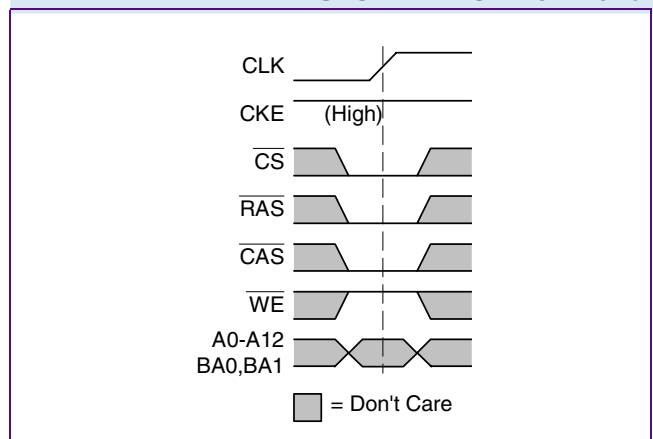 CLK
CKE (High)
CS
RAS
CAS
WE
A0-A12
BA0,BA1
= Don't Care